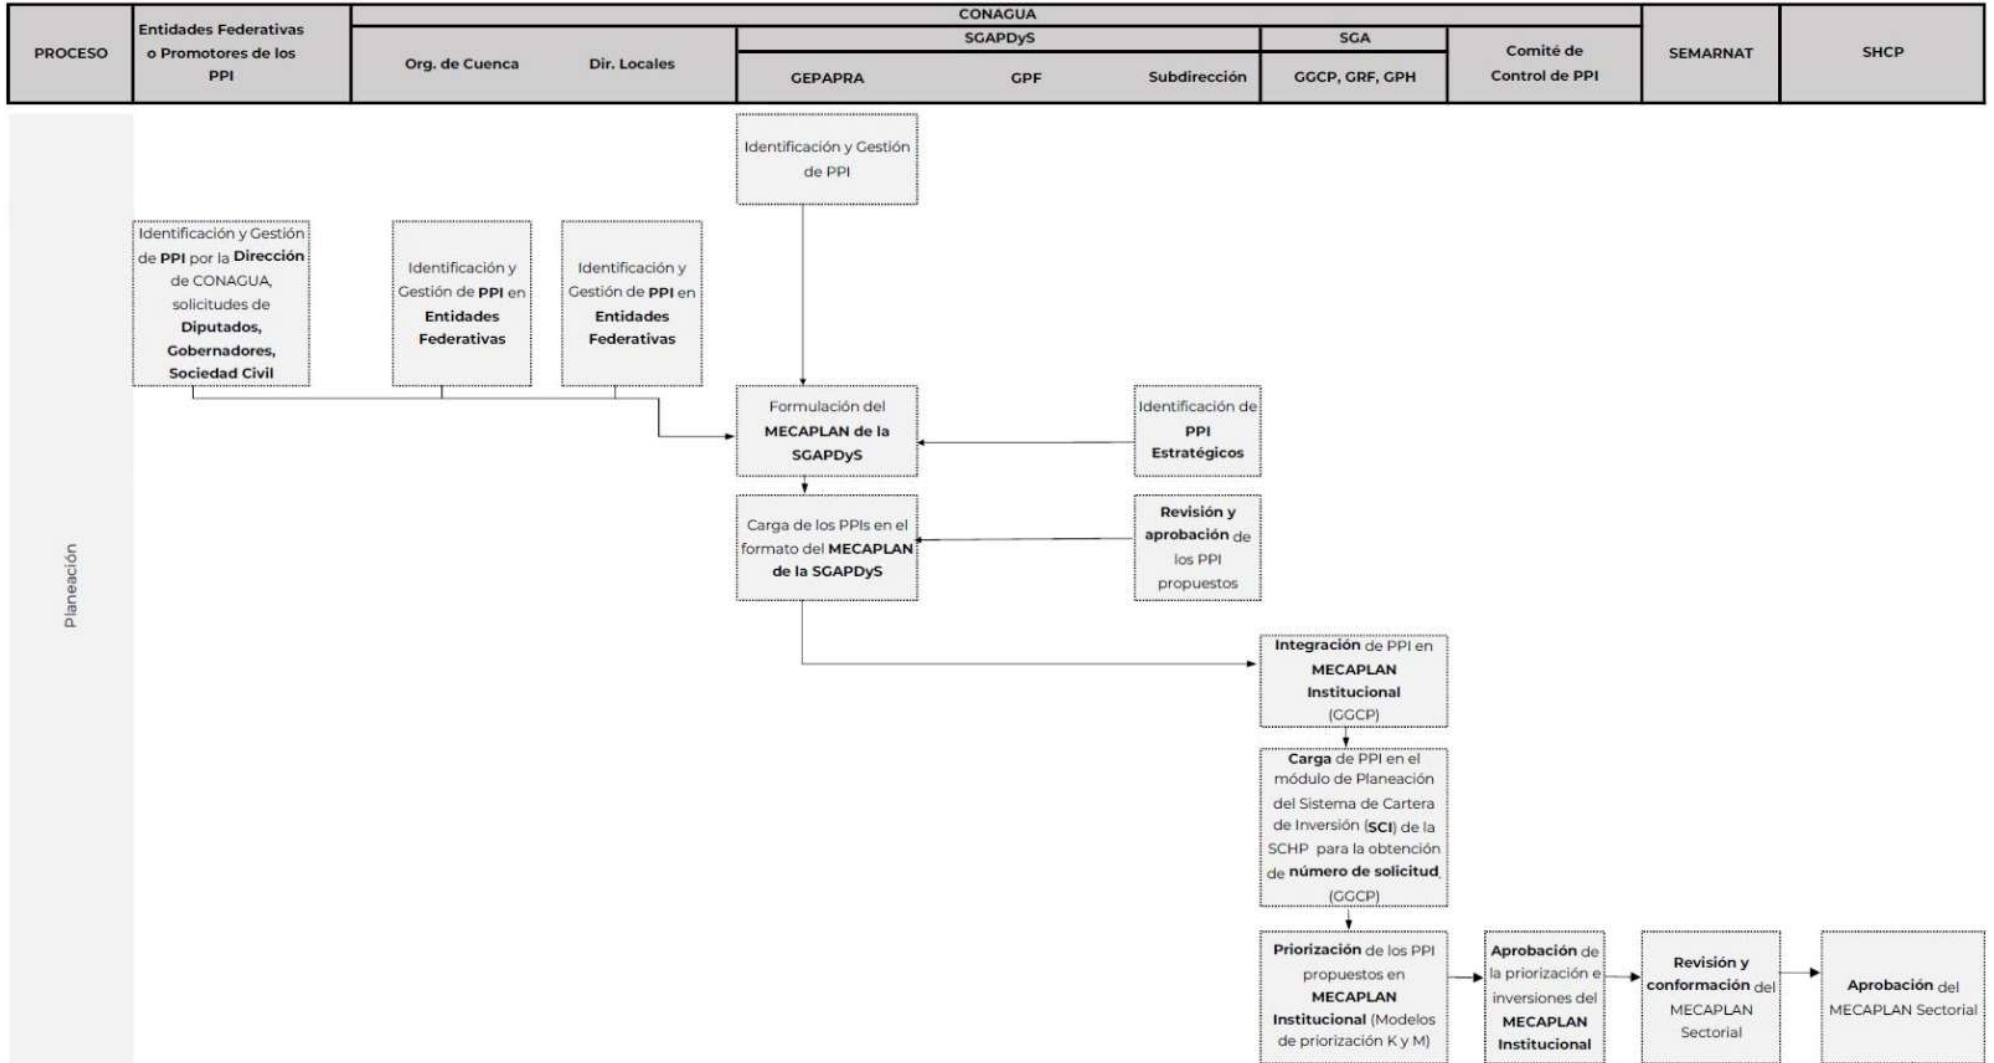 CONAGUA
PROCESO
Entidades Federativas
o Promotores de los
PPI
Org. de Cuenca
Dir. Locales
SGAPDyS
GEPAPRA
GPF
Subdirección
SGA
GGCP, GRF, GPH
Comité de
Control de PPI
SEMARNAT
SHCP
Planeación
Identificación y Gestión
de PPI
Identificación y Gestión
de PPI por la Dirección
de CONAGUA,
solicitudes de
Diputados,
Gobernadores,
Sociedad Civil
Identificación y
Gestión de PPI en
Entidades
Federativas
Identificación y
Gestión de PPI en
Entidades
Federativas
Formulación del
MECAPLAN de la
SGAPDyS
Identificación de
PPI
Estratégicos
Carga de los PPIs en el
formato del MECAPLAN
de la SGAPDyS
Revisión y
aprobación de
los PPI
propuestos
Integración de PPI en
MECAPLAN
Institucional
(GGCP)
Carga de PPI en el
módulo de Planeación
del Sistema de Cartera
de Inversión (SCI) de la
SCHP para la obtención
de número de solicitud.
(GGCP)
Priorización de los PPI
propuestos en
MECAPLAN
Institucional (Modelos
de priorización K y M)
Aprobación de
la priorización e
inversiones del
MECAPLAN
Institucional
Revisión y
conformación del
MECAPLAN
Sectorial
Aprobación del
MECAPLAN Sectorial